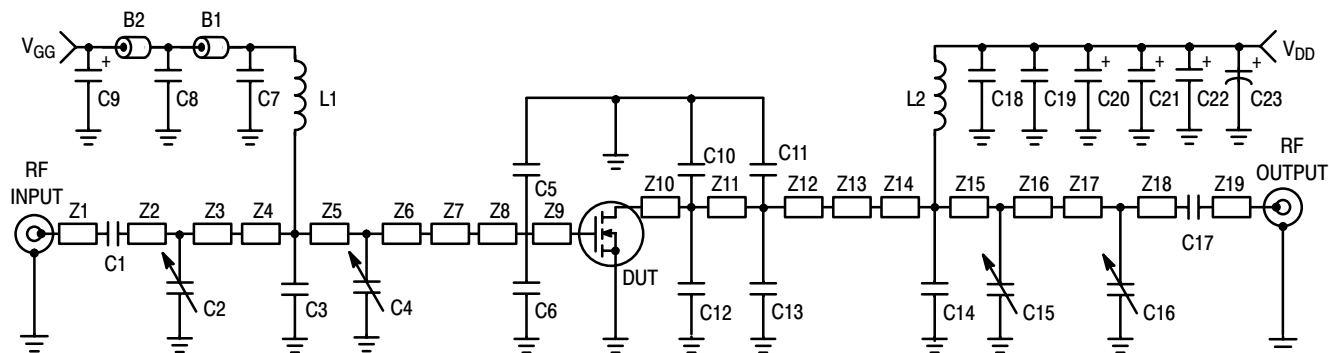 B2 B1
VGG
+
C9 C8 C7 L1
VDD
+ + + +
L2 C18 C19 C20 C21 C22 C23
RF
INPUT
Z1 Z2 Z3 Z4 Z5 Z6 Z7 Z8 Z9
C1 C2 C3 C4
C5 C6
DUT
C10 C11
Z10 Z11 Z12 Z13 Z14 Z15 Z16 Z17 Z18 Z19
C12 C13 C14 C15 C16 C17
RF
OUTPUT